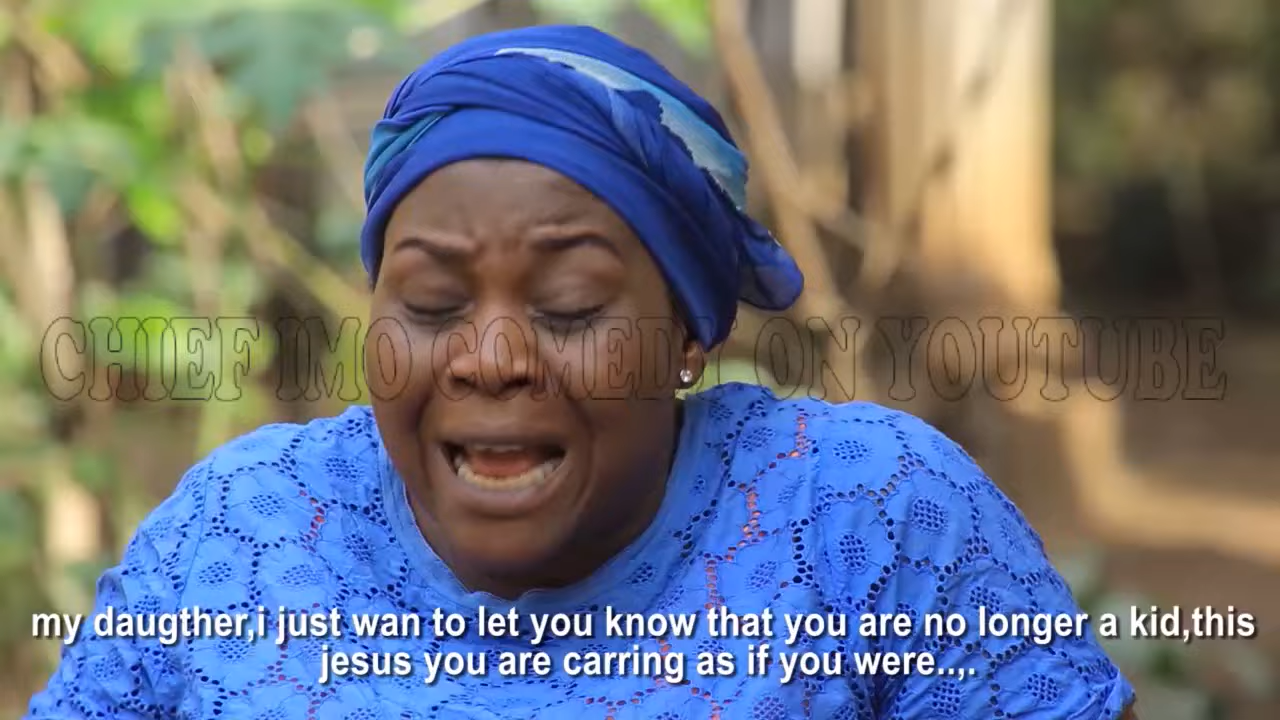 CHIEF IMO COMEDY ON YOUTUBE
my daugther,i just wan to let you know that you are no longer a kid,this
jesus you are carring as if you were..,.